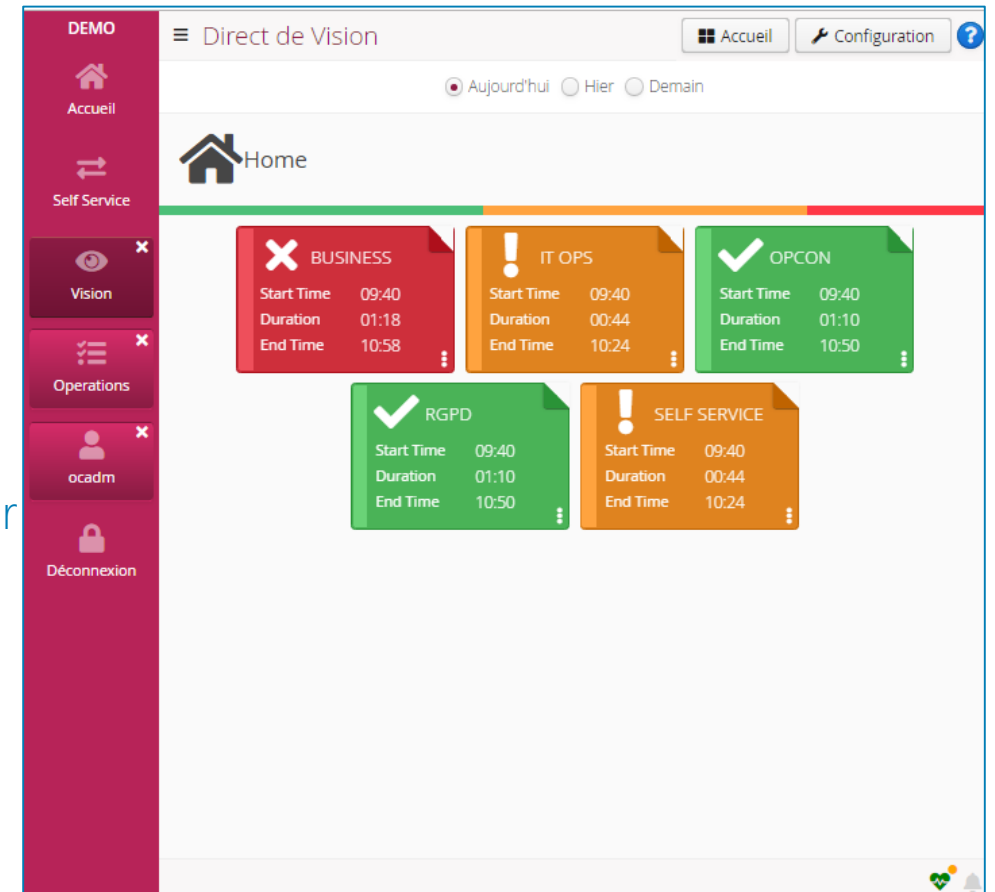 DEMO
Accueil
Self Service
Vision
Operations
ocadm
Déconnexion
r
Direct de Vision
Accueil
Configuration
?
Aujourd'hui Hier Demain
Home
BUSINESS
Start Time 09:40
Duration 01:18
End Time 10:58
IT OPS
Start Time 09:40
Duration 00:44
End Time 10:24
OPCON
Start Time 09:40
Duration 01:10
End Time 10:50
RGPD
Start Time 09:40
Duration 01:10
End Time 10:50
SELF SERVICE
Start Time 09:40
Duration 00:44
End Time 10:24